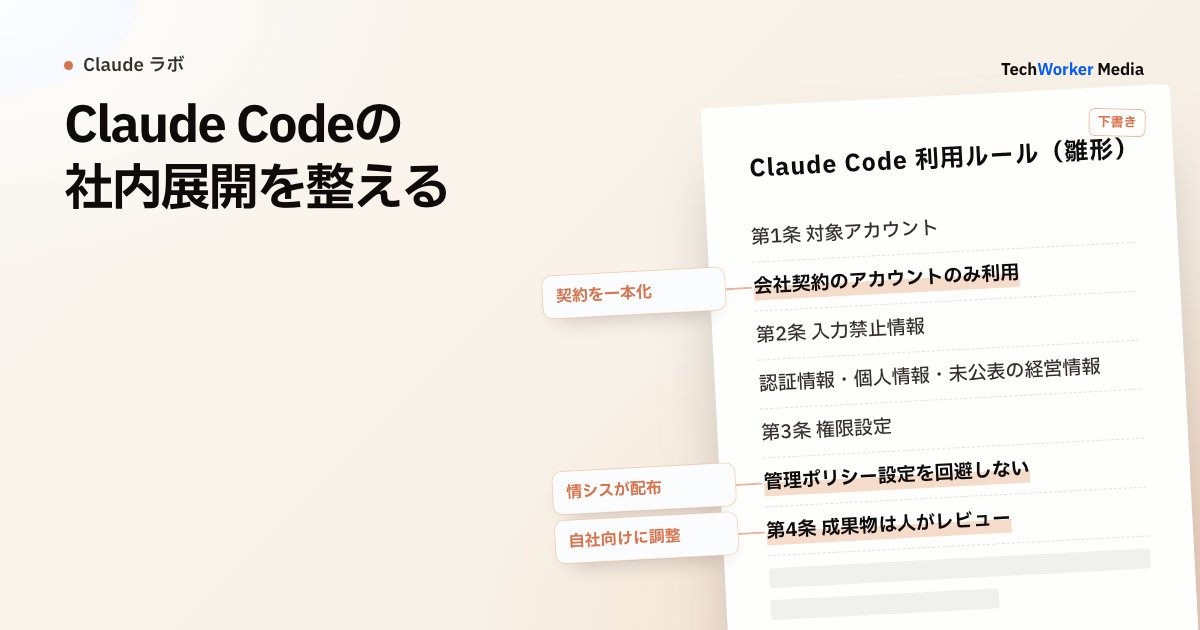 Claude ラボ
Claude Codeの
社内展開を整える
TechWorker Media
下書き
Claude Code 利用ルール（雛形）
第1条 対象アカウント
契約を一本化
会社契約のアカウントのみ利用
第2条 入力禁止情報
認証情報・個人情報・未公表の経営情報
第3条 権限設定
情シスが配布
管理ポリシー設定を回避しない
自社向けに調整
第4条 成果物は人がレビュー